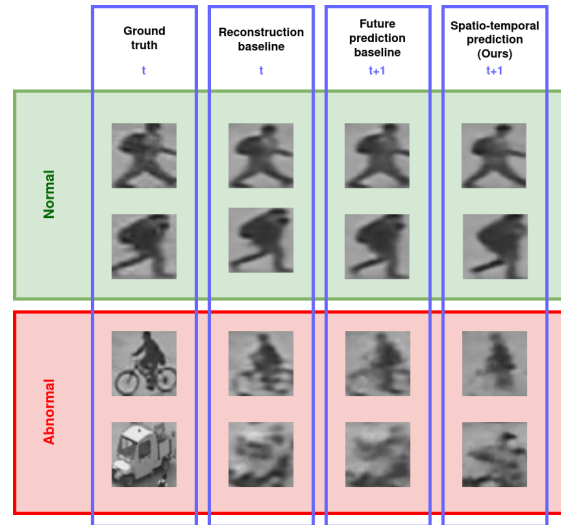 Ground
truth
t
Reconstruction
baseline
t
Future
prediction
baseline
t+1
Spatio-temporal
prediction
(Ours)
t+1
Normal
Abnormal